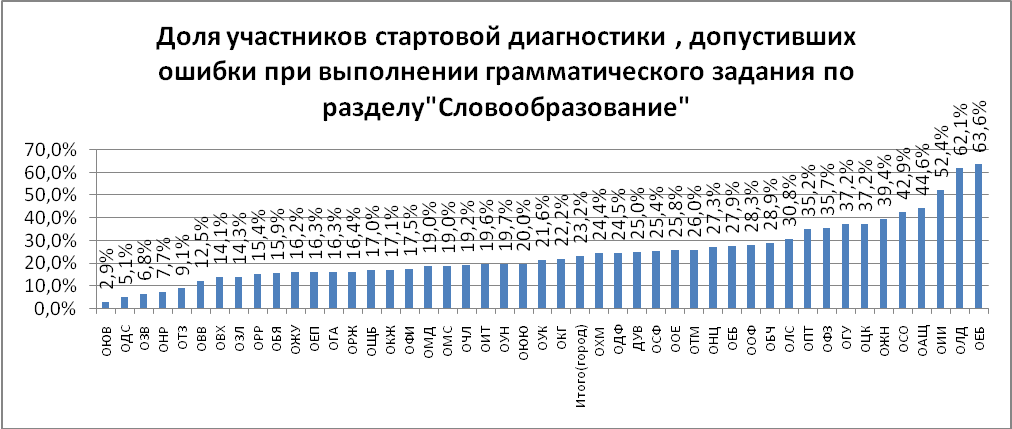 Доля участников стартовой диагностики , допустивших
ошибки при выполнении грамматического задания по
разделу"Словообразование"
70,0%
60,0%
50,0%
40,0%
30,0%
20,0%
10,0%
0,0%
2,9%
5,1%
6,8%
7,7%
9,1%
12,5%
14,1%
14,3%
15,4%
15,9%
16,2%
16,3%
16,3%
16,4%
17,0%
17,1%
17,5%
19,0%
19,0%
19,2%
19,6%
19,7%
20,0%
21,6%
22,2%
23,2%
24,4%
24,5%
25,0%
25,4%
25,8%
26,0%
27,3%
27,9%
28,3%
28,9%
30,8%
35,2%
35,7%
37,2%
37,2%
39,4%
42,9%
44,6%
52,4%
62,1%
63,6%
ОЮВ
ОДС
ОЗВ
ОНР
ОТЗ
ОВВ
ОВХ
ОЗЛ
ОРР
ОБЯ
ОЖУ
ОЕП
ОГА
ОРЖ
ОЩБ
ОКЖ
ОФИ
ОМД
ОМС
ОЧЛ
ОИТ
ОУН
ОЮЮ
ОУК
ОКГ
Итого(город)
ОХМ
ОДФ
ДУВ
ОСФ
ООЕ
ОТМ
ОНЦ
ОЕБ
ООФ
ОБЧ
ОЛС
ОПТ
ОФЗ
ОГУ
ОЦК
ОЖН
ОСО
ОАЩ
ОИИ
ОЛД
ОЕБ